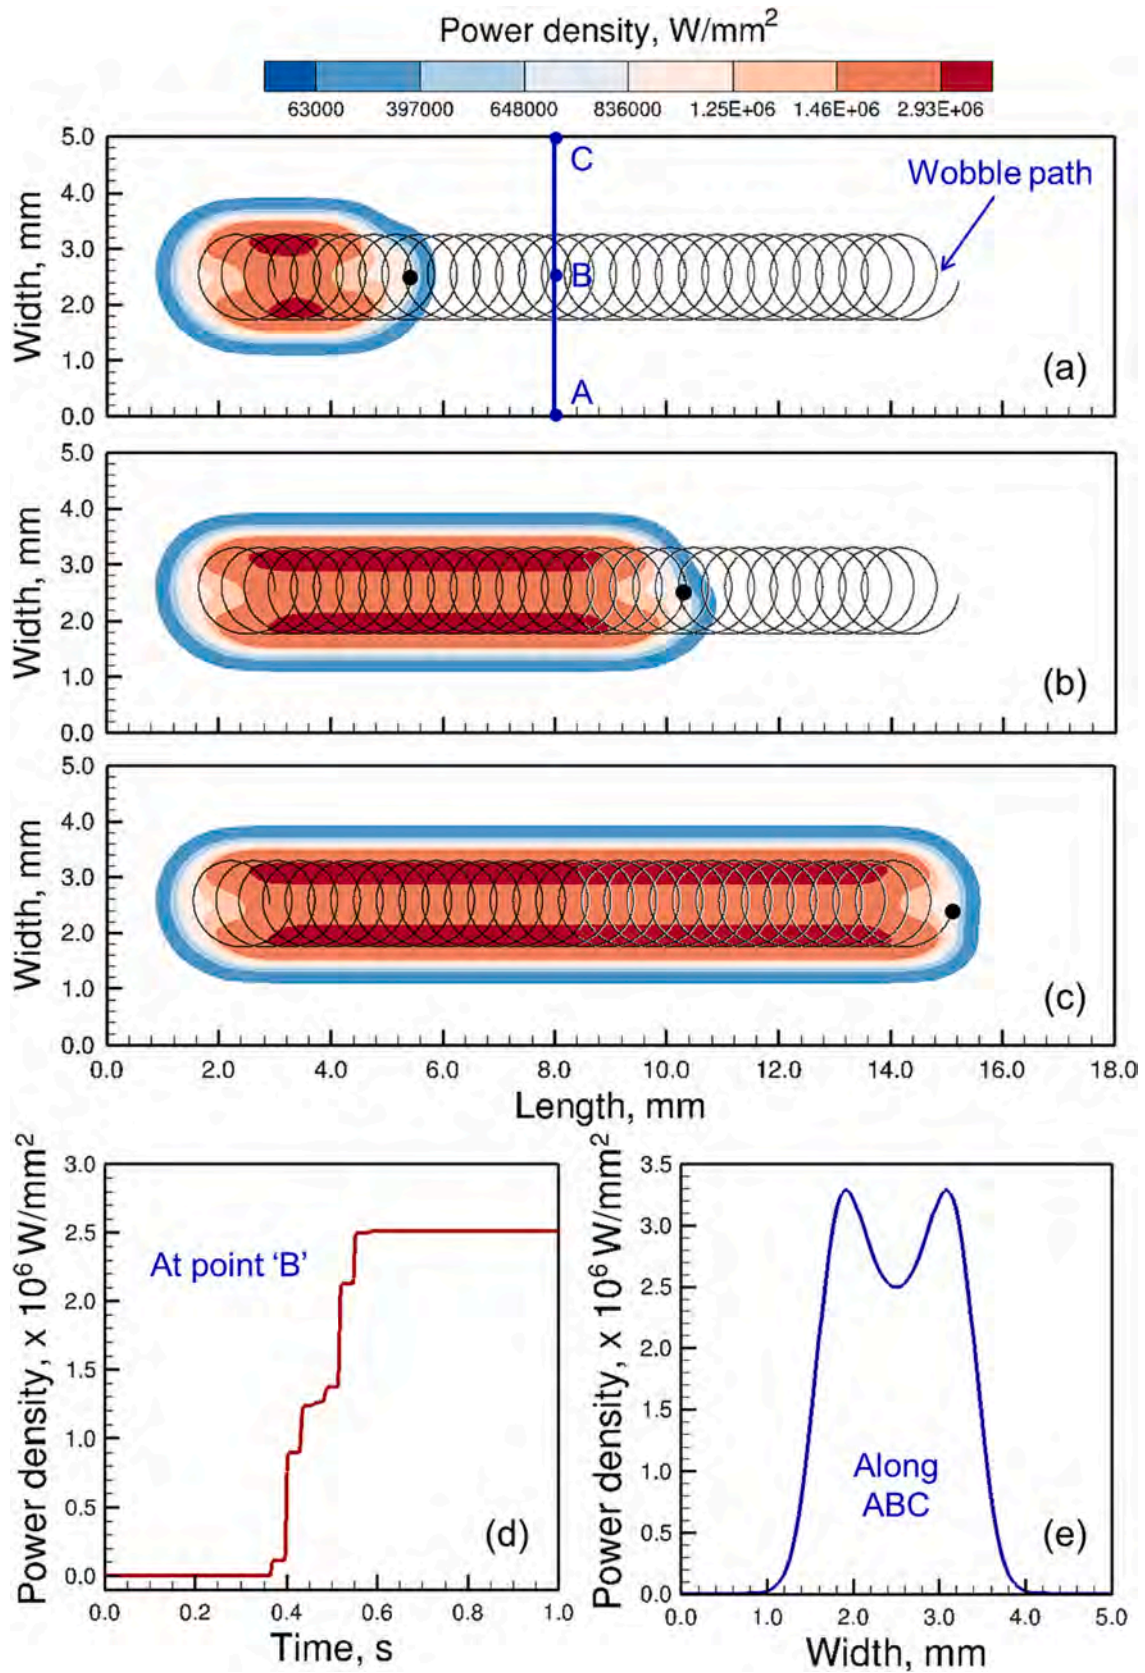 Power density, W/mm²
63000 397000 648000 836000 1.25E+06 1.46E+06 2.93E+06
5.0
4.0
3.0
2.0
1.0
0.0
Width, mm
C
B
A
Wobble path
(a)
5.0
4.0
3.0
2.0
1.0
0.0
Width, mm
(b)
5.0
4.0
3.0
2.0
1.0
0.0
Width, mm
(c)
0.0 2.0 4.0 6.0 8.0 10.0 12.0 14.0 16.0 18.0
Length, mm
3.0
2.5
2.0
1.5
1.0
0.5
0.0
Power density, x 10⁶ W/mm²
At point ‘B’
(d)
0.0 0.2 0.4 0.6 0.8 1.0
Time, s
3.5
3.0
2.5
2.0
1.5
1.0
0.5
0.0
Power density, x 10⁶ W/mm²
Along
ABC
(e)
0.0 1.0 2.0 3.0 4.0 5.0
Width, mm